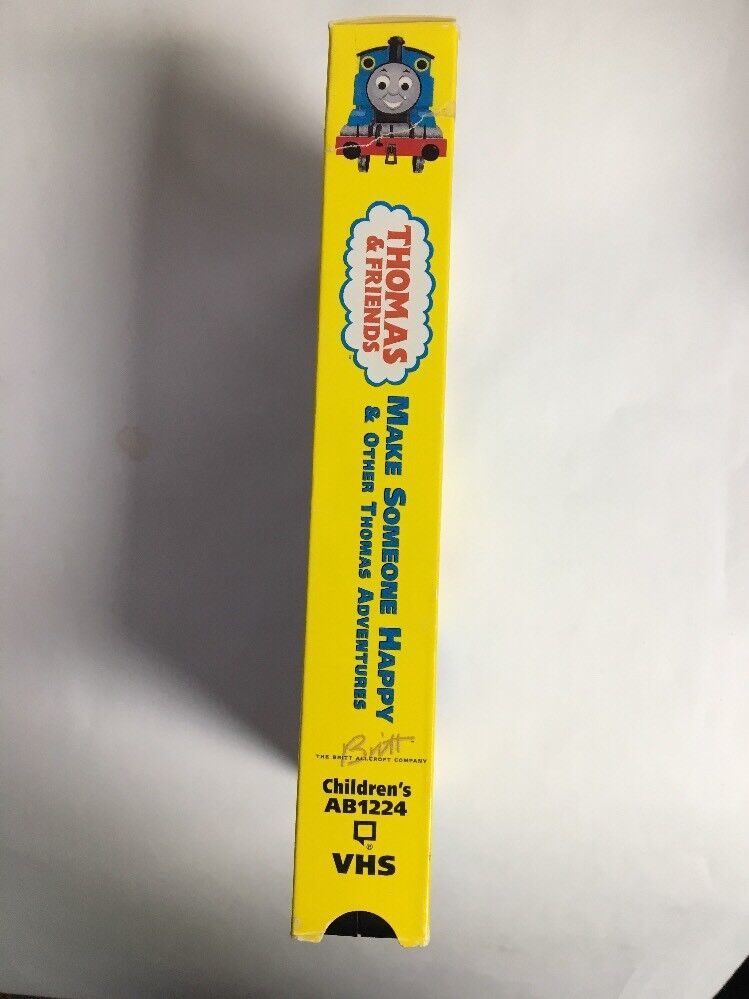 THOMAS
& FRIENDS
MAKE SOMEONE HAPPY
& OTHER THOMAS ADVENTURES
Britt
THE BRITT ALLCROFT COMPANY
Children's
AB1224
®
VHS